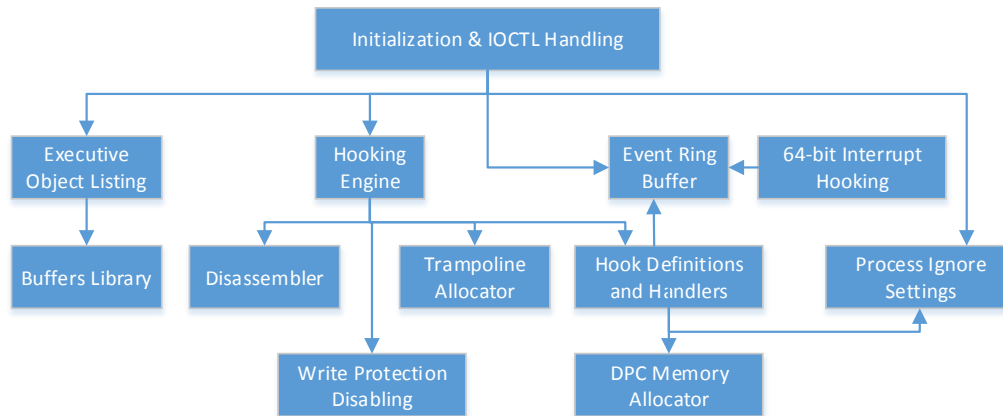 Initialization & IOCTL Handling
Executive
Object Listing
Hooking
Engine
Event Ring
Buffer
64-bit Interrupt
Hooking
Buffers Library
Disassembler
Trampoline
Allocator
Hook Definitions
and Handlers
Process Ignore
Settings
Write Protection
Disabling
DPC Memory
Allocator